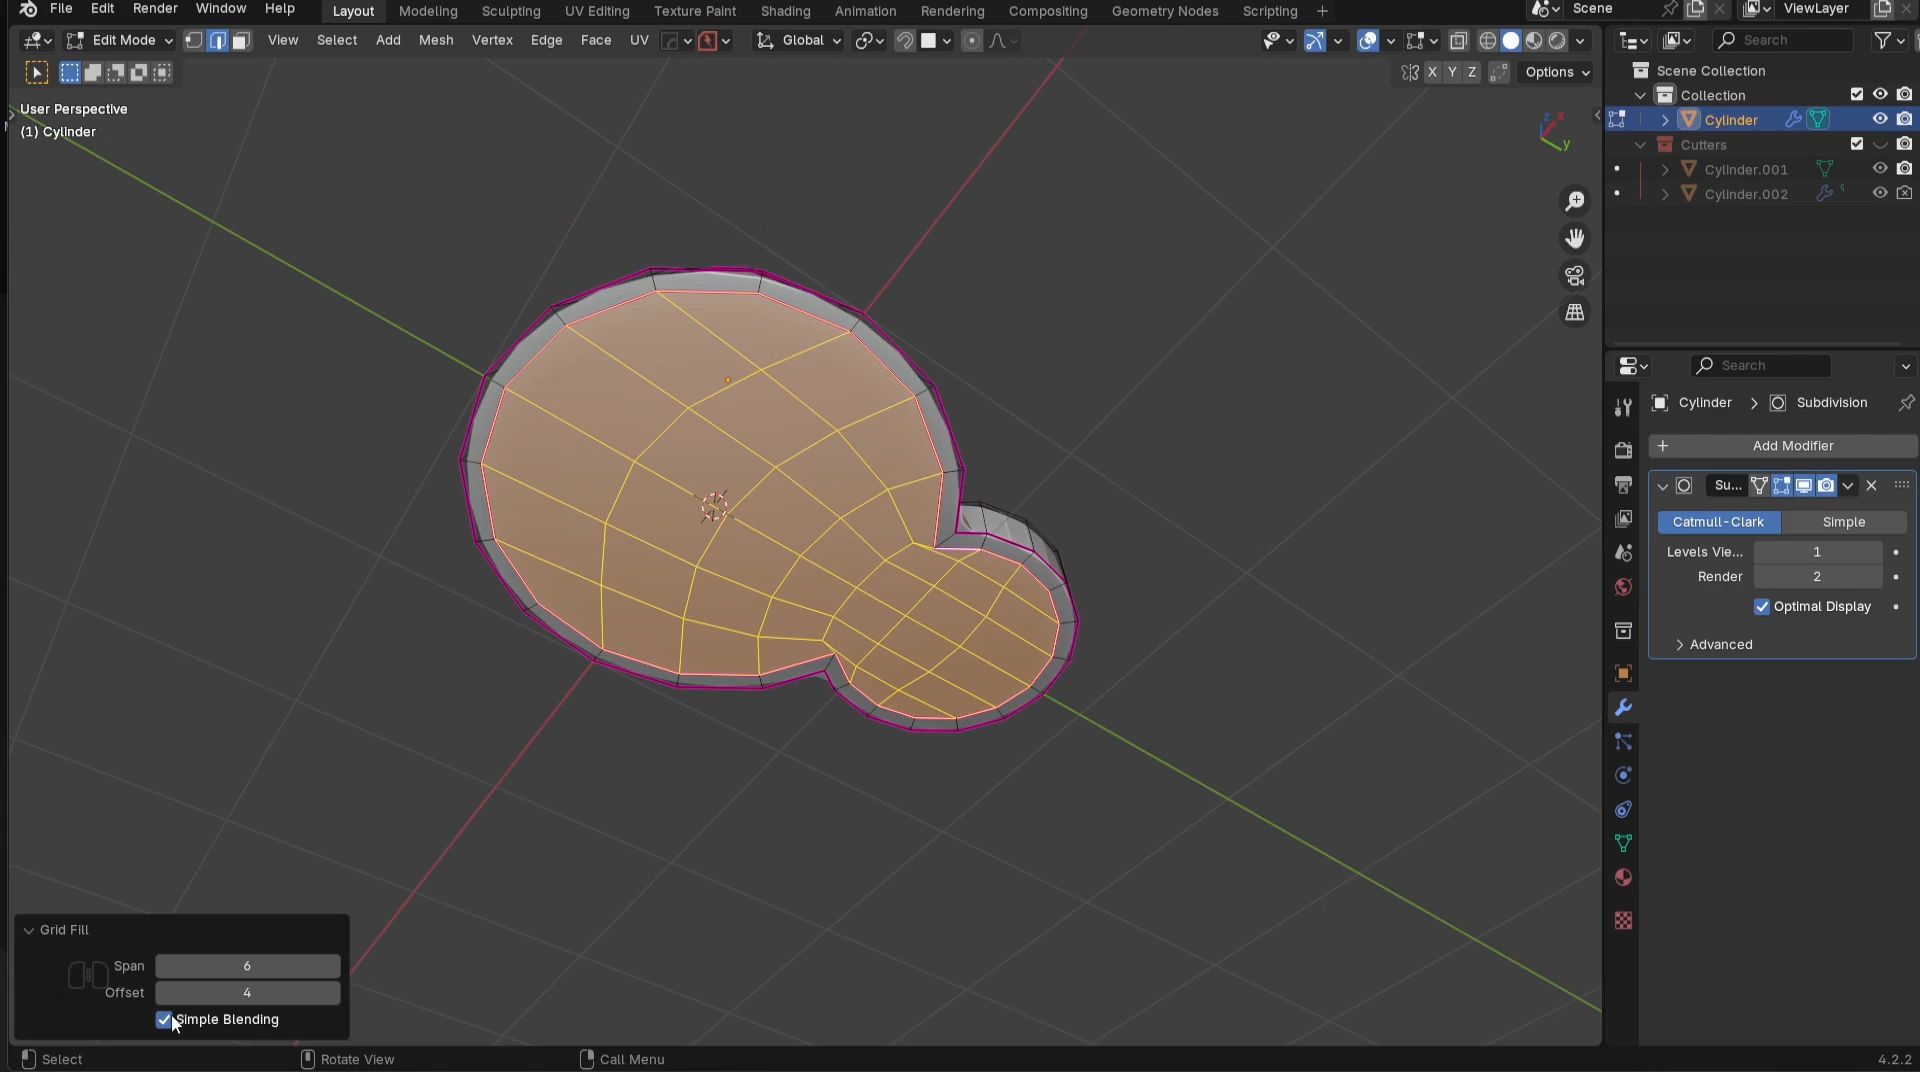 File Edit Render Window Help Layout Modeling Sculpting UV Editing Texture Paint Shading Animation Rendering Compositing Geometry Nodes Scripting + Scene ViewLayer
Edit Mode View Select Add Mesh Vertex Edge Face UV Global Search
X Y Z Options
User Perspective
(1) Cylinder
Scene Collection
Collection
Cylinder
Cutters
Cylinder.001
Cylinder.002
Z X
y
Search
Cylinder > Subdivision
+ Add Modifier
Su...
Catmull-Clark Simple
Levels Vie... 1
Render 2
Optimal Display
Advanced
Grid Fill
Span 6
Offset 4
Simple Blending
Select Rotate View Call Menu 4.2.2